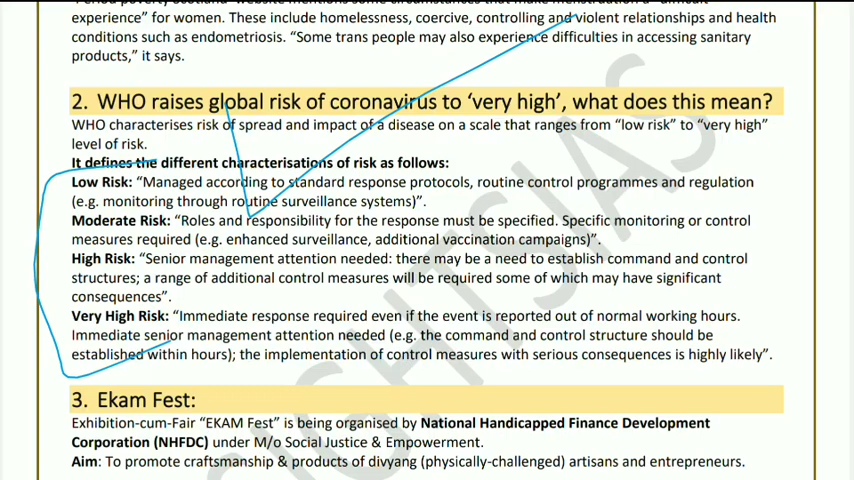 experience” for women. These include homelessness, coercive, controlling and violent relationships and health
conditions such as endometriosis. “Some trans people may also experience difficulties in accessing sanitary
products,” it says.
2. WHO raises global risk of coronavirus to ‘very high’, what does this mean?
WHO characterises risk of spread and impact of a disease on a scale that ranges from “low risk” to “very high”
level of risk.
It defines the different characterisations of risk as follows:
Low Risk: “Managed according to standard response protocols, routine control programmes and regulation
(e.g. monitoring through routine surveillance systems)”.
Moderate Risk: “Roles and responsibility for the response must be specified. Specific monitoring or control
measures required (e.g. enhanced surveillance, additional vaccination campaigns)”.
High Risk: “Senior management attention needed: there may be a need to establish command and control
structures; a range of additional control measures will be required some of which may have significant
consequences”.
Very High Risk: “Immediate response required even if the event is reported out of normal working hours.
Immediate senior management attention needed (e.g. the command and control structure should be
established within hours); the implementation of control measures with serious consequences is highly likely”.
3. Ekam Fest:
Exhibition-cum-Fair “EKAM Fest” is being organised by National Handicapped Finance Development
Corporation (NHFDC) under M/o Social Justice & Empowerment.
Aim: To promote craftsmanship & products of divyang (physically-challenged) artisans and entrepreneurs.
SIGHTSIAS